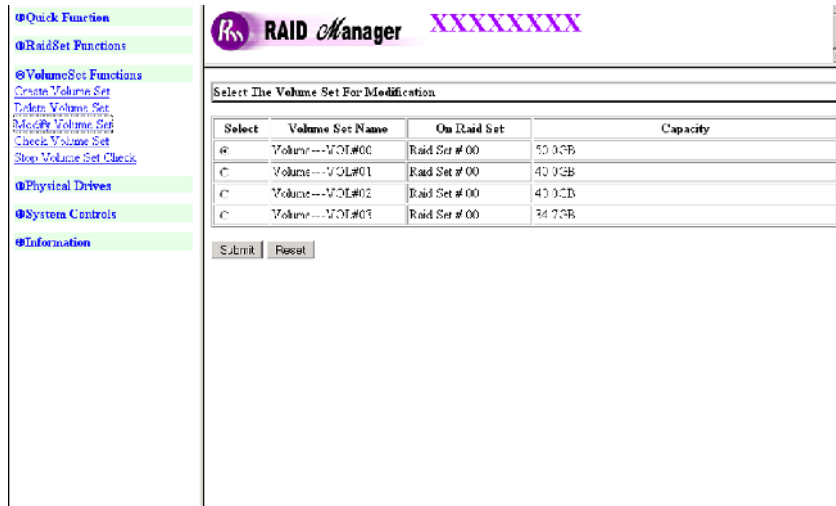 Quick Function
RaidSet Functions
VolumeSet Functions
Create Volume Set
Delete Volume Set
Modify Volume Set
Check Volume Set
Stop Volume Set Check
Physical Drives
System Controls
Information
RAID Manager XXXXXXXX
Select The Volume Set For Modification
Select Volume Set Name On Raid Set Capacity
Volume---VOL#00 Raid Set # 00
Volume---VOL#01 Raid Set # 00 40.0GB
Volume---VOL#02 Raid Set # 00 40.0GB
Volume---VOL#03 Raid Set # 00 34.7GB
Submit Reset